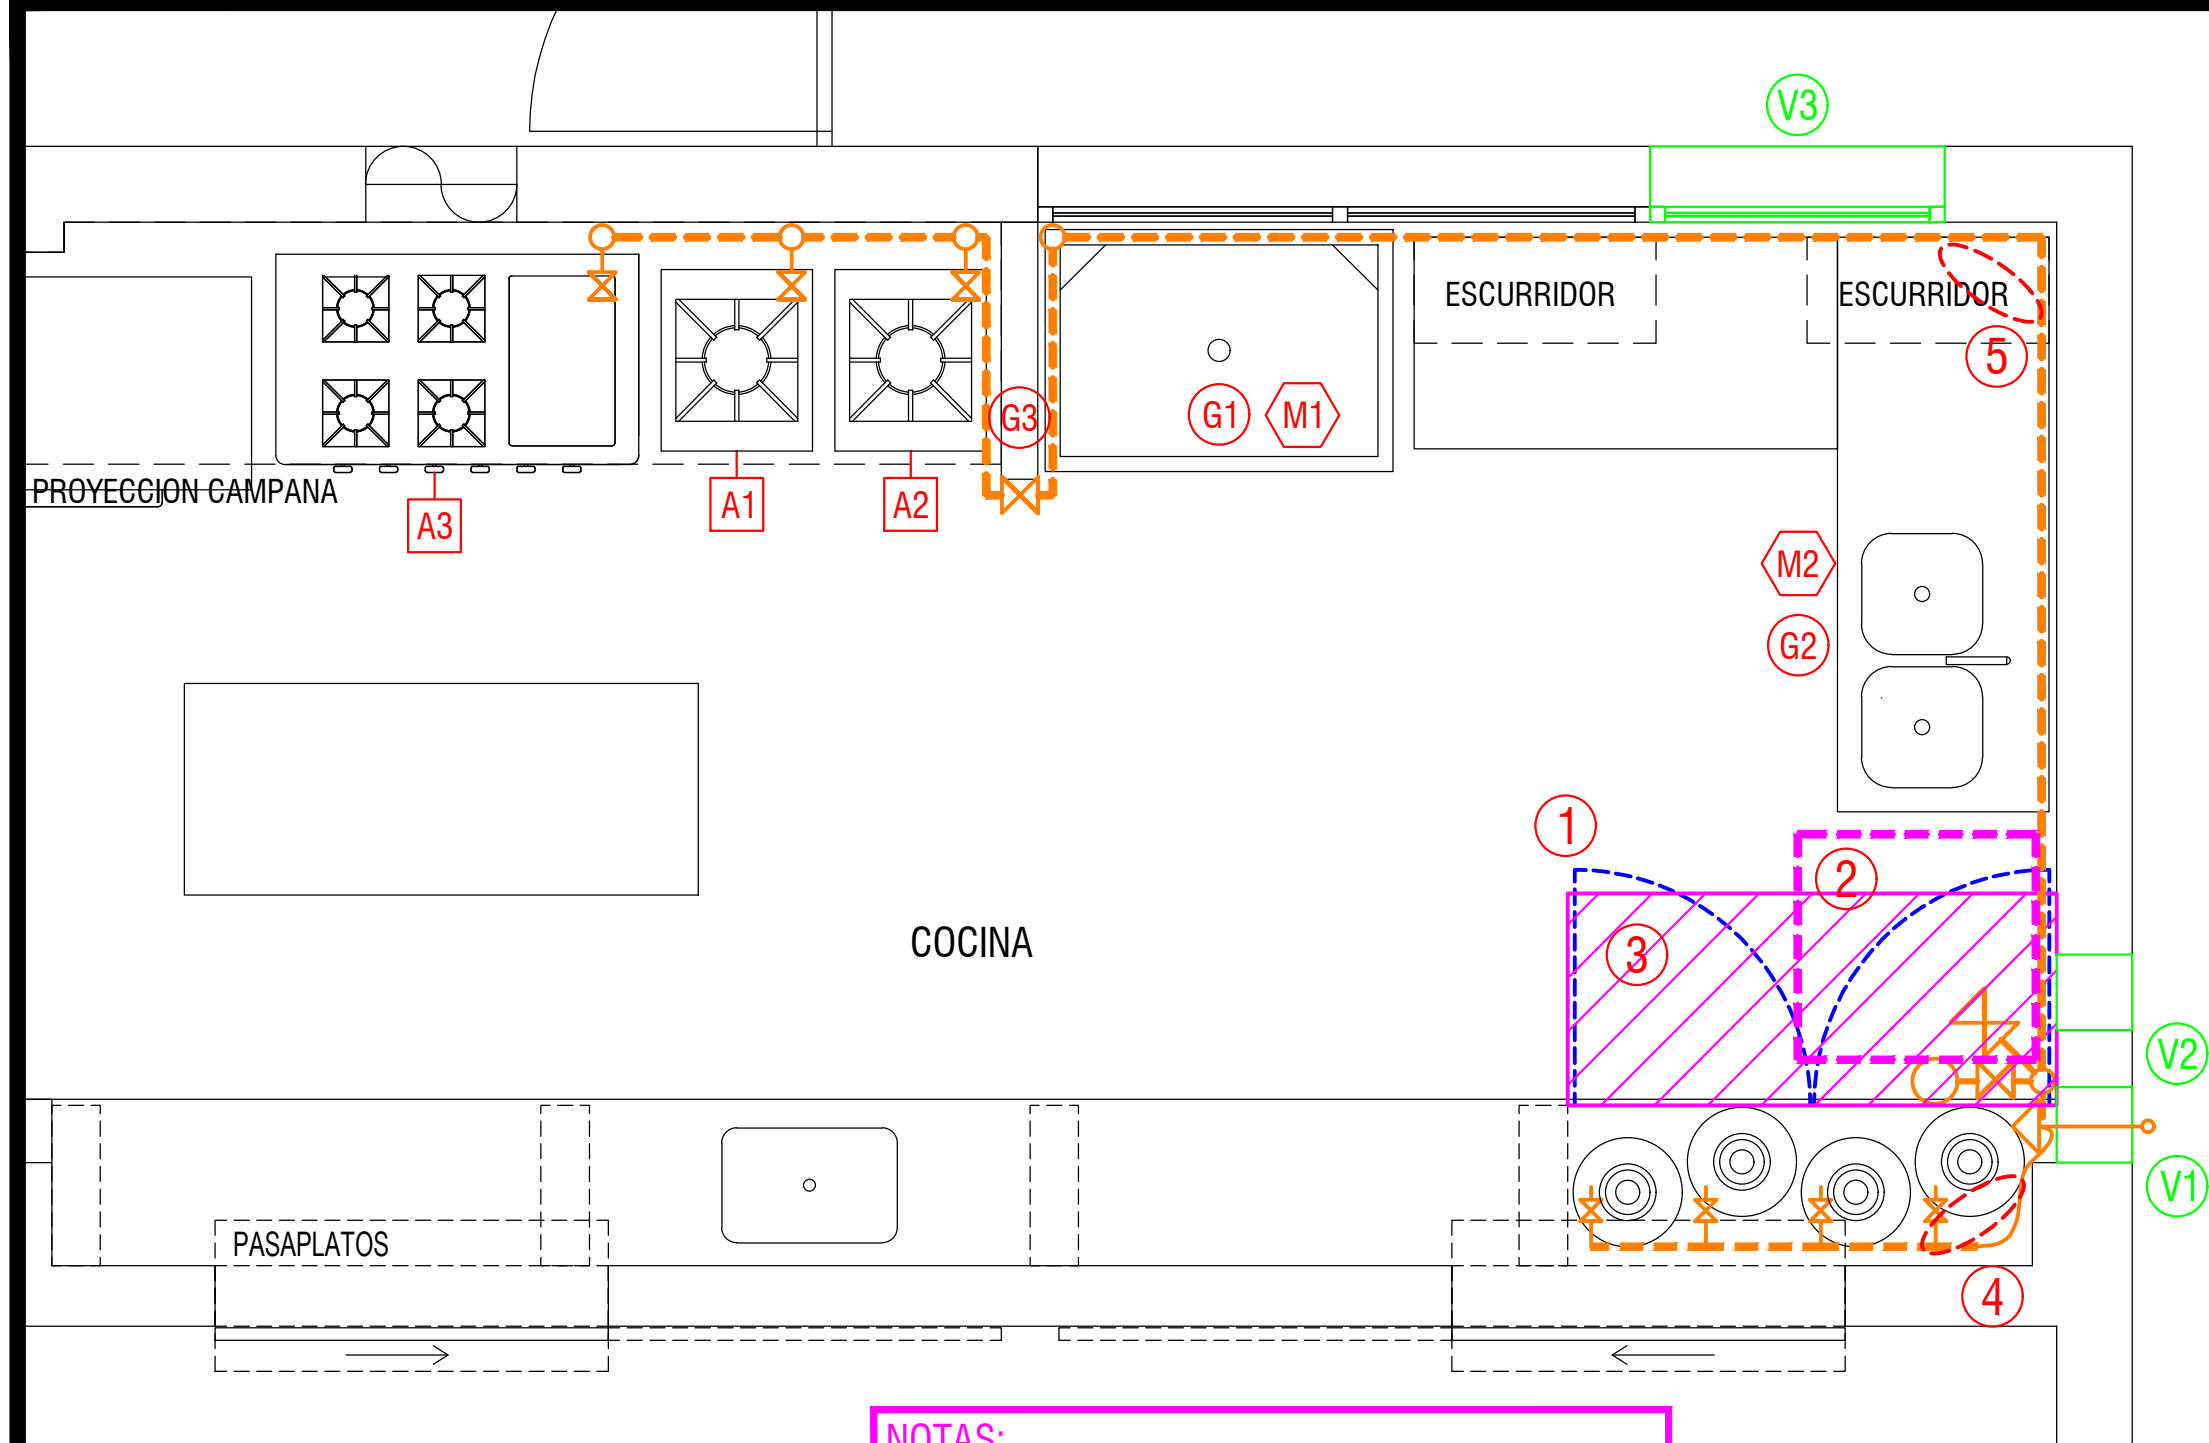 V3
ESCURRIDOR
ESCURRIDOR
5
G3
G1
M1
PROYECCION CAMPANA
A3
A1
A2
M2
G2
1
2
3
COCINA
V2
V1
PASAPLATOS
4
NOTAS: